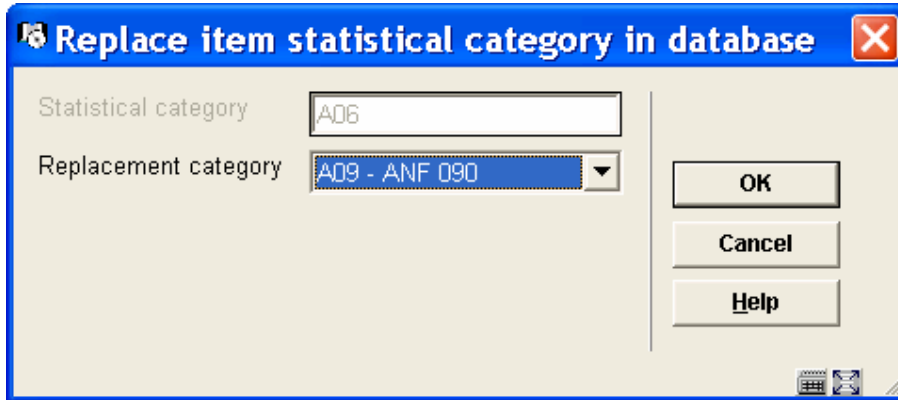 Replace item statistical category in database
Statistical category
A06
Replacement category
A09 - ANF 090
OK
Cancel
Help